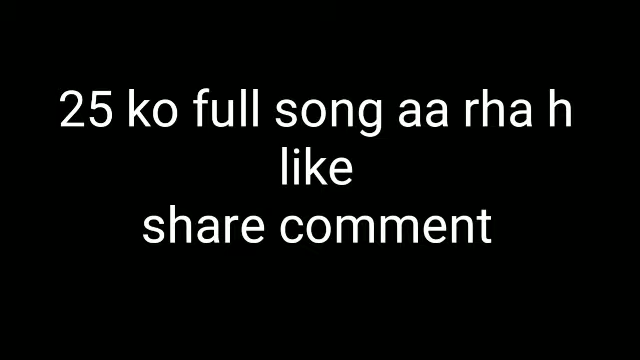 25 ko full song aa rha h
like
share comment